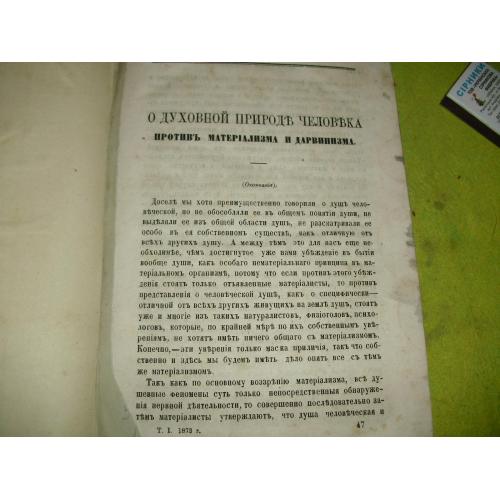 О ДУХОВНОЙ ПРИРОДѢ ЧЕЛОВѢКА
ПРОТИВЪ МАТЕРІАЛИЗМА И ДАРВИНИЗМА.
(Окончаніе).
Доселѣ мы хотя преимущественно говорили о душѣ чело-
вѣческой, но не обособляли ее въ общемъ понятіи души, не
выдѣляли ее изъ общей области души, не разсматривали ее
особо въ ея собственномъ существѣ, какъ отличную отъ
всѣхъ другихъ душу. А между тѣмъ это для насъ еще не-
обходимѣе, чѣмъ достигнутое уже нами убѣжденіе въ бытіи
вообще души, какъ особаго нематеріальнаго принципа въ ма-
теріальномъ организмѣ, потому что если противъ этого убѣж-
денія стоятъ только отъявленные матеріалисты, то противъ
представленія о человѣческой душѣ, какъ о специфически-
отличной отъ всѣхъ другихъ живущихъ на землѣ душъ, стоятъ
уже и многіе изъ такихъ натуралистовъ, физіологовъ, психо-
логовъ, которые, по крайней мѣрѣ по ихъ собственнымъ увѣ-
реніямъ, не хотятъ имѣть ничего общаго съ матеріализмомъ.
Конечно,—эти увѣренія только маска приличія, такъ что соб-
ственно и здѣсь мы будемъ имѣть дѣло опять все съ тѣмъ
же матеріализмомъ.
Такъ какъ по основному воззрѣнію матеріализма, всѣ ду-
шевные феномены суть только непосредственныя обнаруже-
нія нервной дѣятельности, то совершенно послѣдовательно за-
тѣмъ матеріалисты утверждаютъ, что душа человѣческая и
Т. I. 1873 г.
47
СІРНИКИ